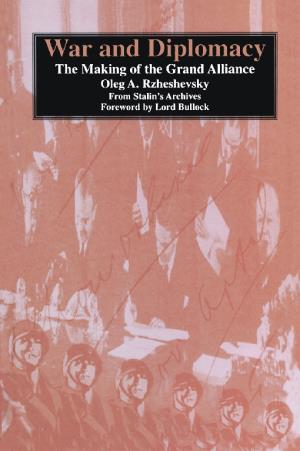 War and Diplomacy
The Making of the Grand Alliance
Oleg A. Rzheshevsky
From Stalin's Archives
Foreword by Lord Bullock